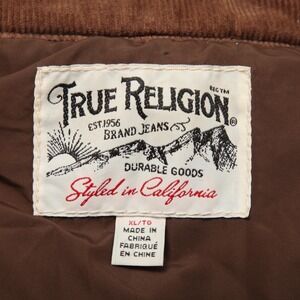 REG TM
TRUE RELIGION®
EST 1956
BRAND JEANS
DURABLE GOODS
Styled in California
XL/TG
MADE IN
CHINA
FABRIQUÉ
EN CHINE